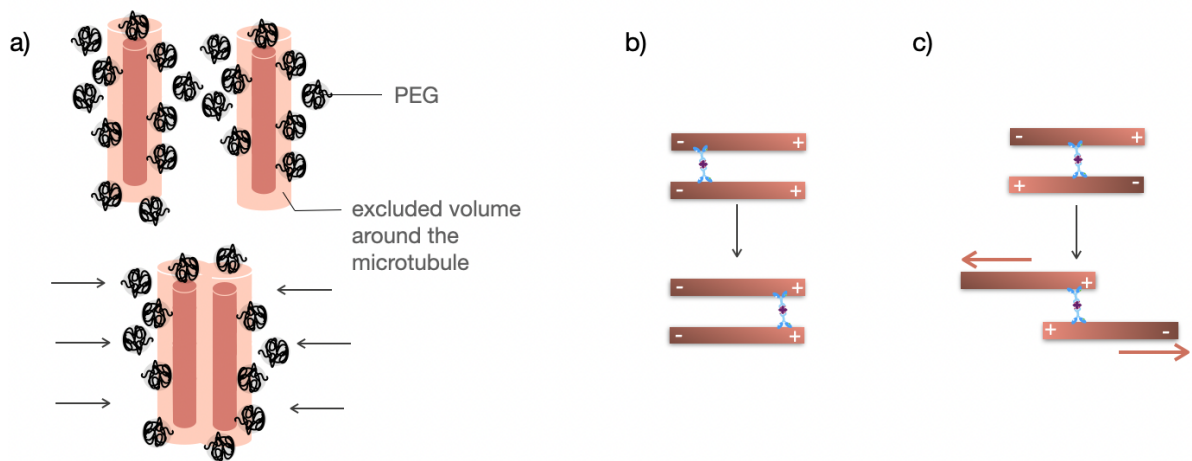 a)
PEG
excluded volume
around the
microtubule
b)
- +
- +
- +
- +
c)
- +
+ -
+
+ -